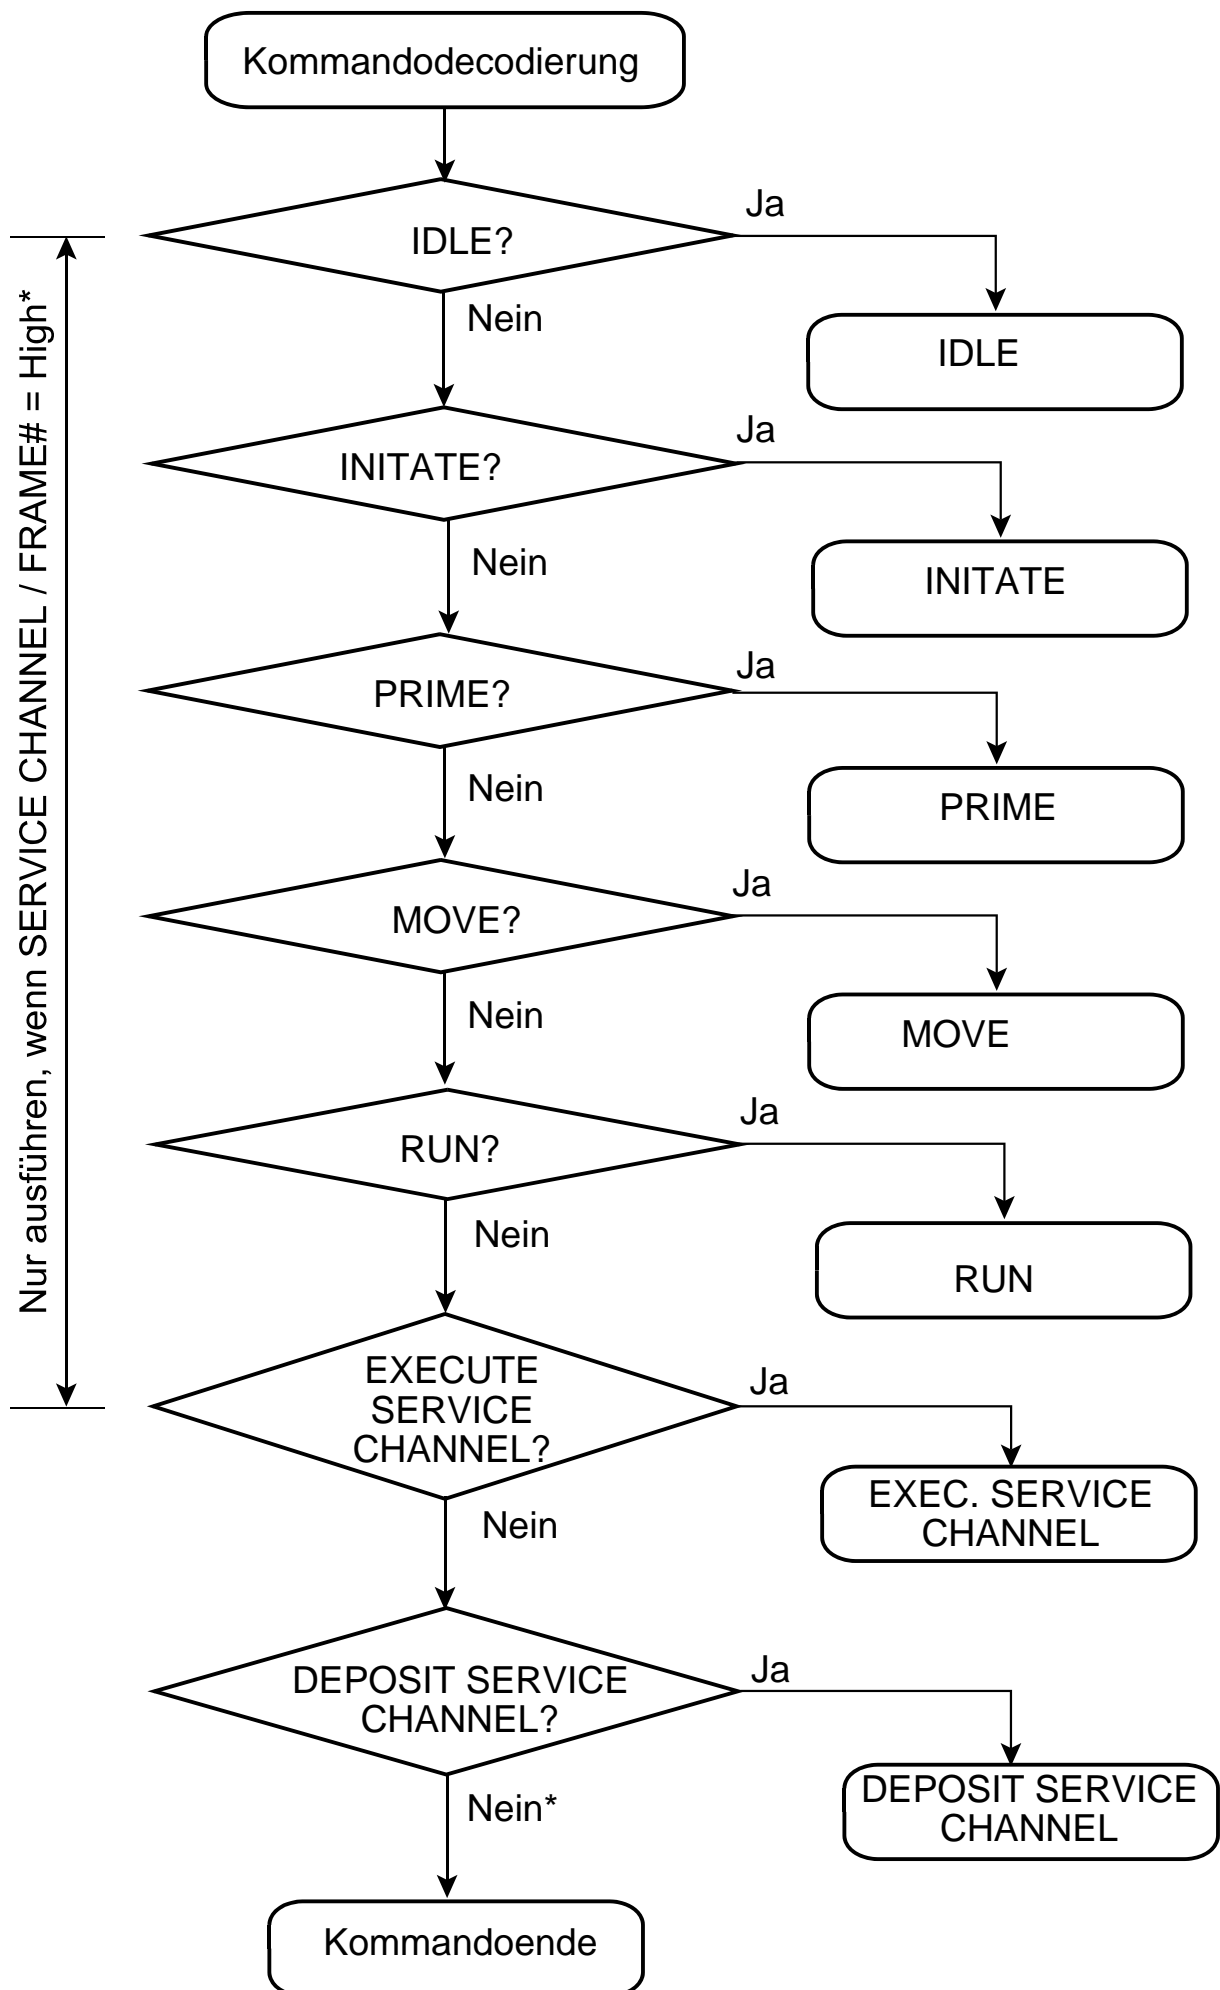 Kommandodecodierung
IDLE?
Ja
Nein
IDLE
INITATE?
Ja
Nein
INITATE
PRIME?
Ja
Nein
PRIME
MOVE?
Ja
Nein
MOVE
RUN?
Ja
Nein
RUN
EXECUTE
SERVICE
CHANNEL?
Ja
Nein
EXEC. SERVICE
CHANNEL
DEPOSIT SERVICE
CHANNEL?
Ja
Nein*
DEPOSIT SERVICE
CHANNEL
Kommandoende
Nur ausführen, wenn SERVICE CHANNEL / FRAME# = High*